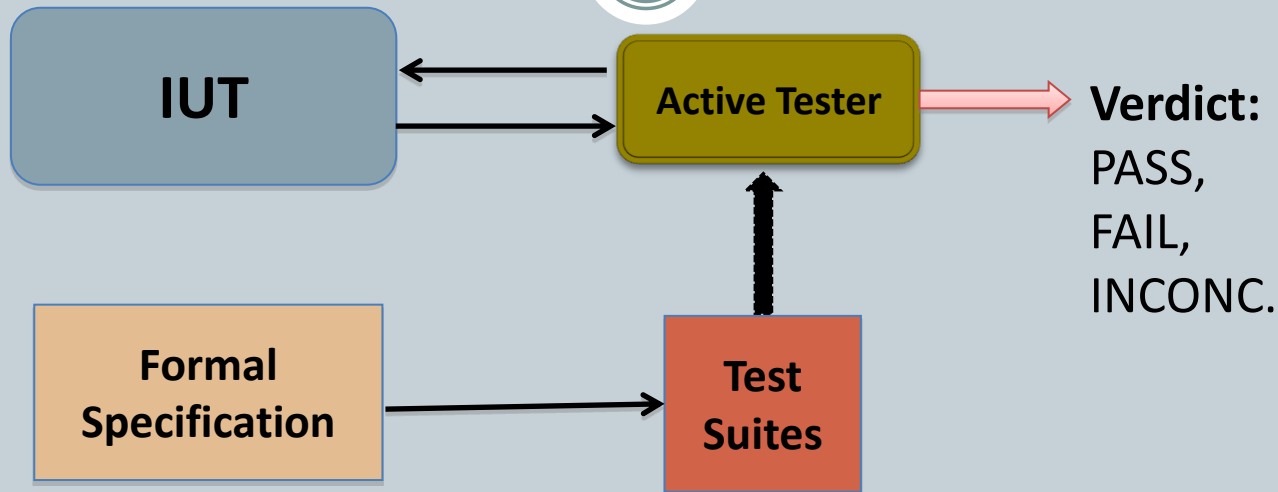 IUT
Active Tester
Verdict:
PASS,
FAIL,
INCONC.
Formal
Specification
Test
Suites